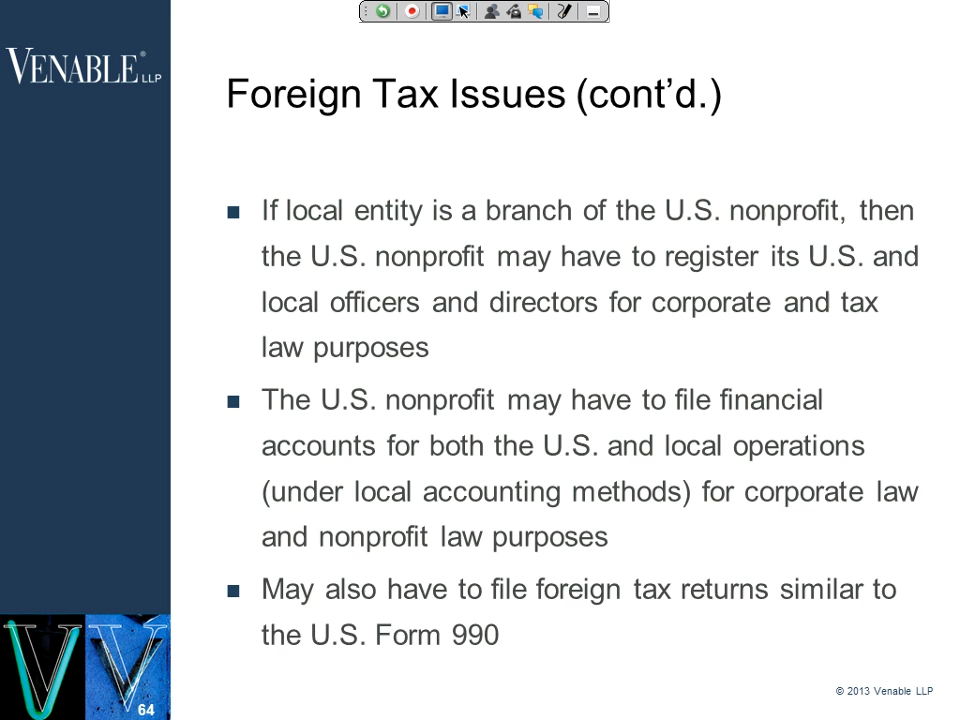 VENABLE® LLP
Foreign Tax Issues (cont’d.)
If local entity is a branch of the U.S. nonprofit, then
the U.S. nonprofit may have to register its U.S. and
local officers and directors for corporate and tax
law purposes
The U.S. nonprofit may have to file financial
accounts for both the U.S. and local operations
(under local accounting methods) for corporate law
and nonprofit law purposes
May also have to file foreign tax returns similar to
the U.S. Form 990
V V
64
© 2013 Venable LLP